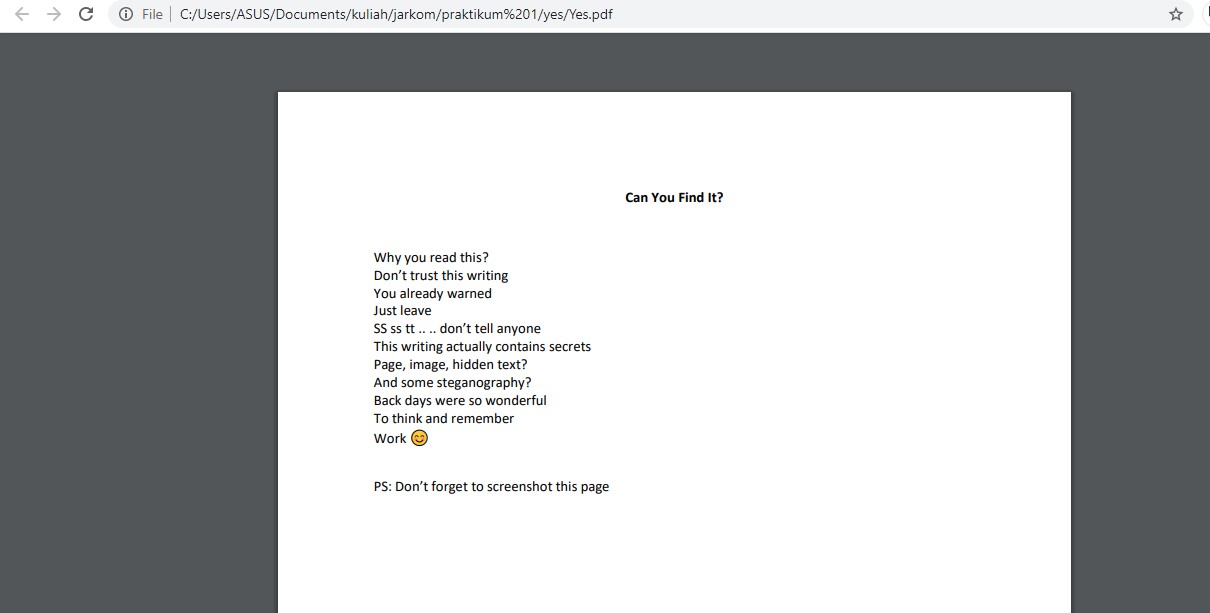 File
C:/Users/ASUS/Documents/kuliah/jarkom/praktikum%201/yes/Yes.pdf
Can You Find It?
Why you read this?
Don’t trust this writing
You already warned
Just leave
SS ss tt .. .. don’t tell anyone
This writing actually contains secrets
Page, image, hidden text?
And some steganography?
Back days were so wonderful
To think and remember
Work 😊
PS: Don’t forget to screenshot this page